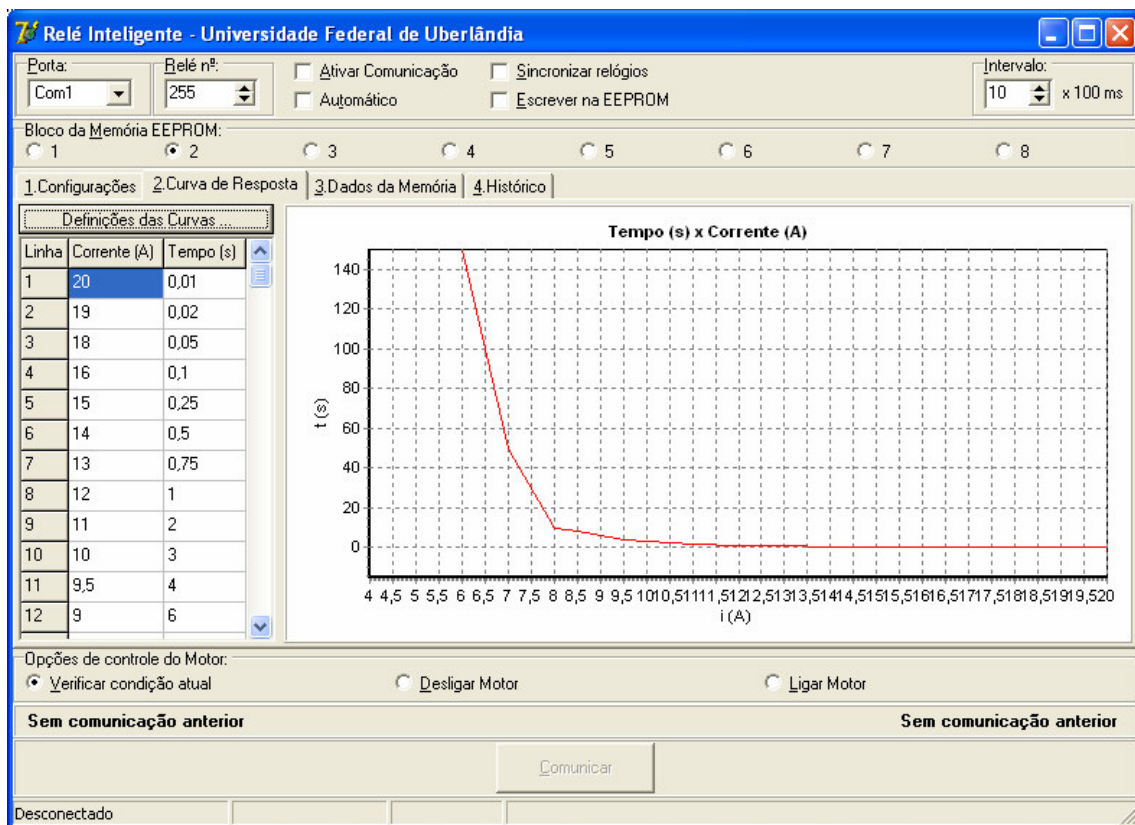 Relé Inteligente - Universidade Federal de Uberlândia
Porta: Relé nº: Ativar Comunicação Sincronizar relógios Intervalo:
Com1 255 Automático Escrever na EEPROM 10 x 100 ms
Bloco da Memória EEPROM:
1 2 3 4 5 6 7 8
1.Configurações 2.Curva de Resposta 3.Dados da Memória 4.Histórico
Definições das Curvas ...
Linha Corrente (A) Tempo (s)
1 20 0,01
2 19 0,02
3 18 0,05
4 16 0,1
5 15 0,25
6 14 0,5
7 13 0,75
8 12 1
9 11 2
10 10 3
11 9,5 4
12 9 6
Tempo (s) x Corrente (A)
t (s)
140
120
100
80
60
40
20
0
4 4,5 5 5,5 6 6,5 7 7,5 8 8,5 9 9,5 10 10,5 11 11,5 12 12,5 13 13,5 14 14,5 15 15,5 16 16,5 17 17,5 18 18,5 19 19,5 20
i (A)
Opções de controle do Motor:
Verificar condição atual Desligar Motor Ligar Motor
Sem comunicação anterior Sem comunicação anterior
Comunicar
Desconectado